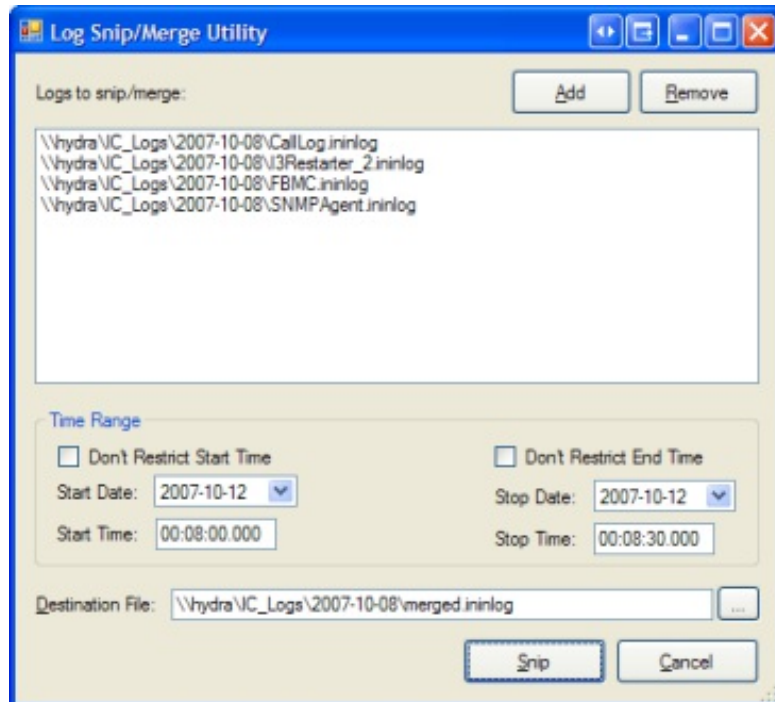 Log Snip/Merge Utility
Logs to snip/merge:
Add
Remove
\\hydra\IC_Logs\2007-10-08\CallLog.ininlog
\\hydra\IC_Logs\2007-10-08\I3Restarter_2.ininlog
\\hydra\IC_Logs\2007-10-08\FBMC.ininlog
\\hydra\IC_Logs\2007-10-08\SNMPAgent.ininlog
Time Range
Don't Restrict Start Time
Start Date: 2007-10-12
Start Time: 00:08:00.000
Don't Restrict End Time
Stop Date: 2007-10-12
Stop Time: 00:08:30.000
Destination File: \\hydra\IC_Logs\2007-10-08\merged.ininlog
...
Snip
Cancel